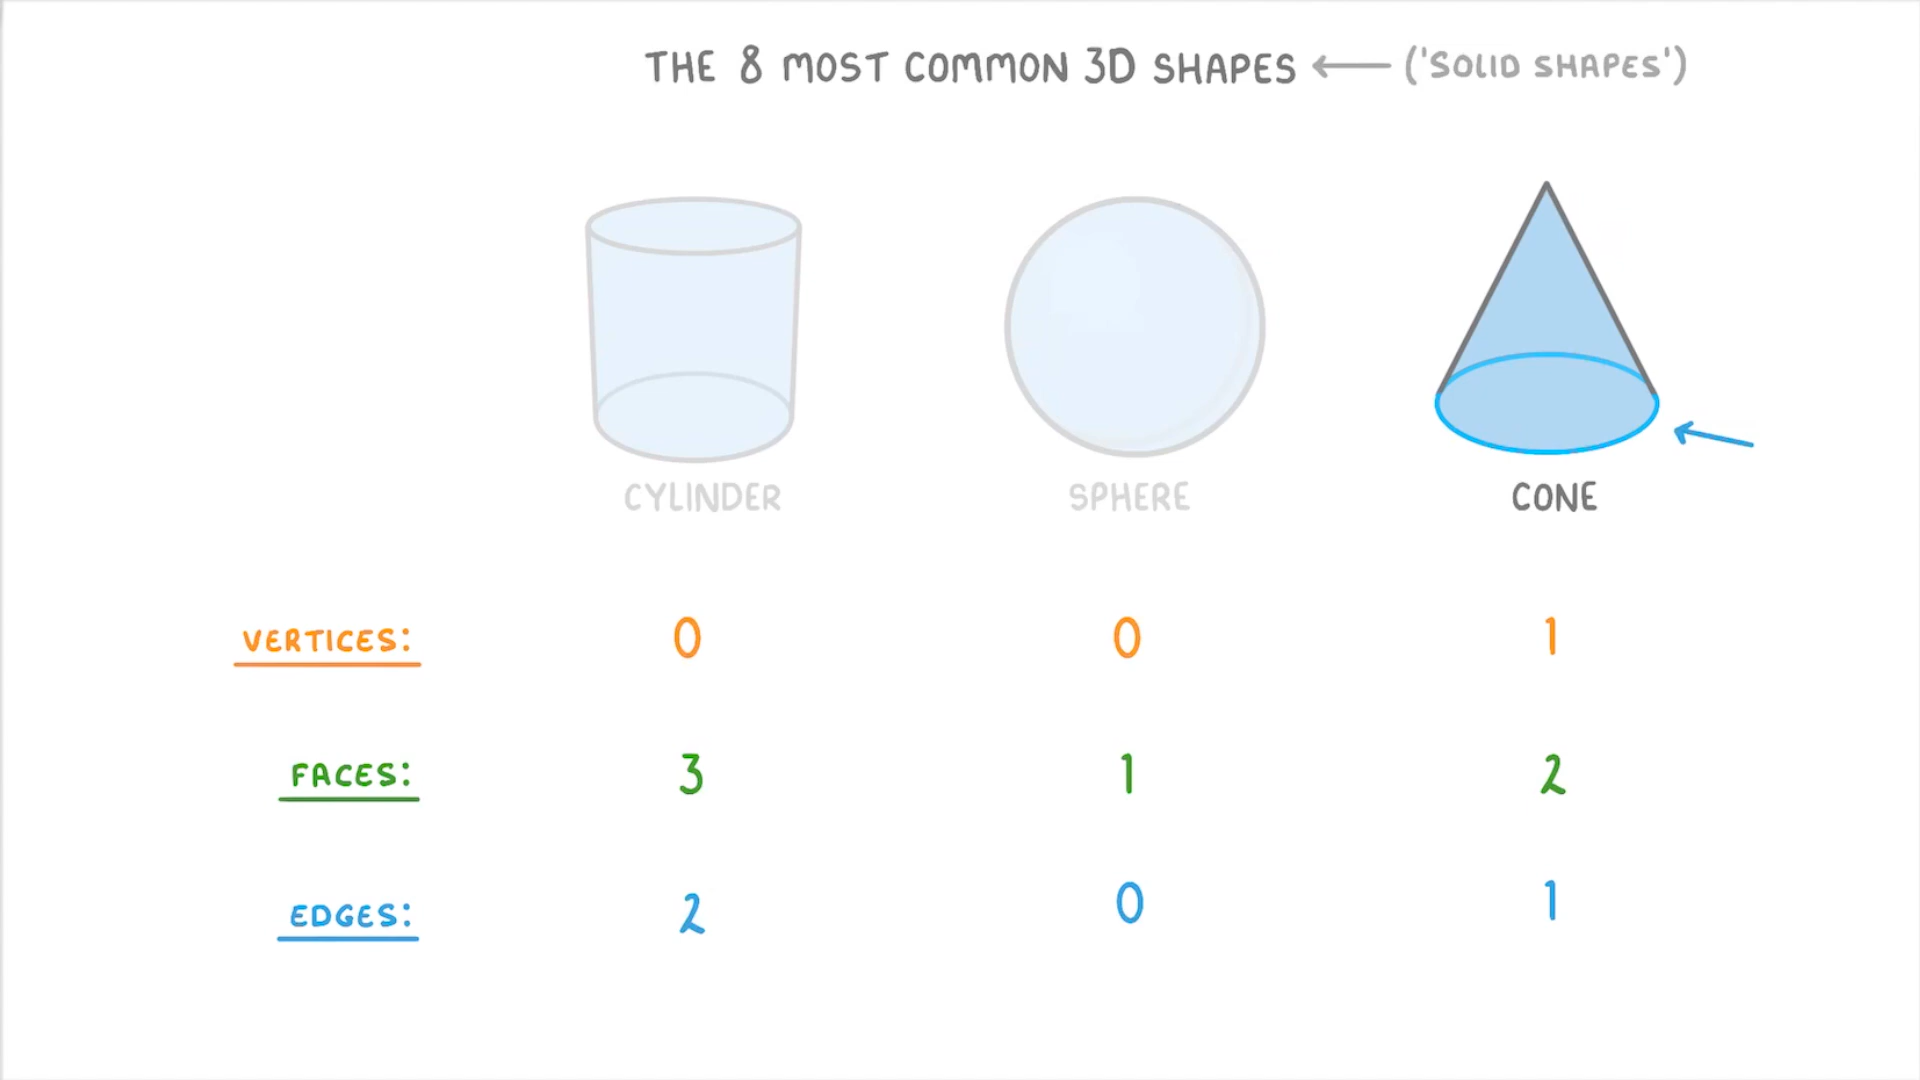 THE 8 MOST COMMON 3D SHAPES ← ('SOLID SHAPES')
CYLINDER SPHERE CONE
VERTICES: 0 0 1
FACES: 3 1 2
EDGES: 2 0 1